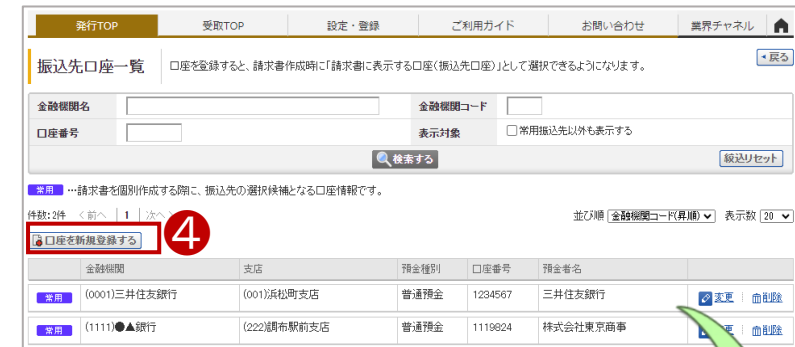 発行TOP 受取TOP 設定・登録 ご利用ガイド お問い合わせ 業界チャネル
振込先口座一覧 口座を登録すると、請求書作成時に「請求書に表示する口座(振込先口座)」として選択できるようになります。 戻る
金融機関名 金融機関コード
口座番号 表示対象 常用振込先以外も表示する
検索する 絞込リセット
常用 …請求書を個別作成する際に、振込先の選択候補となる口座情報です。
件数:2件 <前へ | 1 | 次へ 並び順 金融機関コード(昇順) 表示数 20
口座を新規登録する 4
金融機関 支店 預金種別 口座番号 預金者名
常用 (0001)三井住友銀行 (001)浜松町支店 普通預金 1234567 三井住友銀行 変更 削除
常用 (1111)●▲銀行 (222)調布駅前支店 普通預金 1119824 株式会社東京商事 更 削除